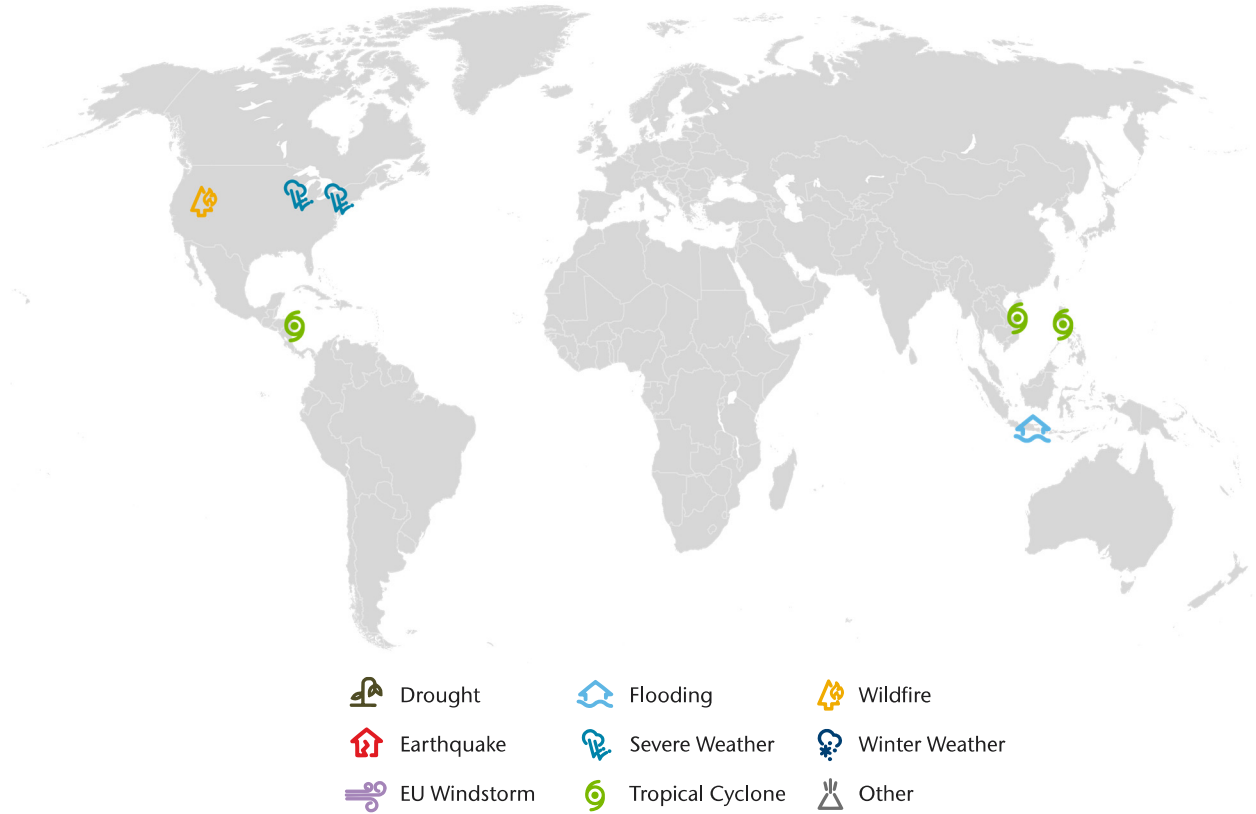 Drought
Flooding
Wildfire
Earthquake
Severe Weather
Winter Weather
EU Windstorm
Tropical Cyclone
Other